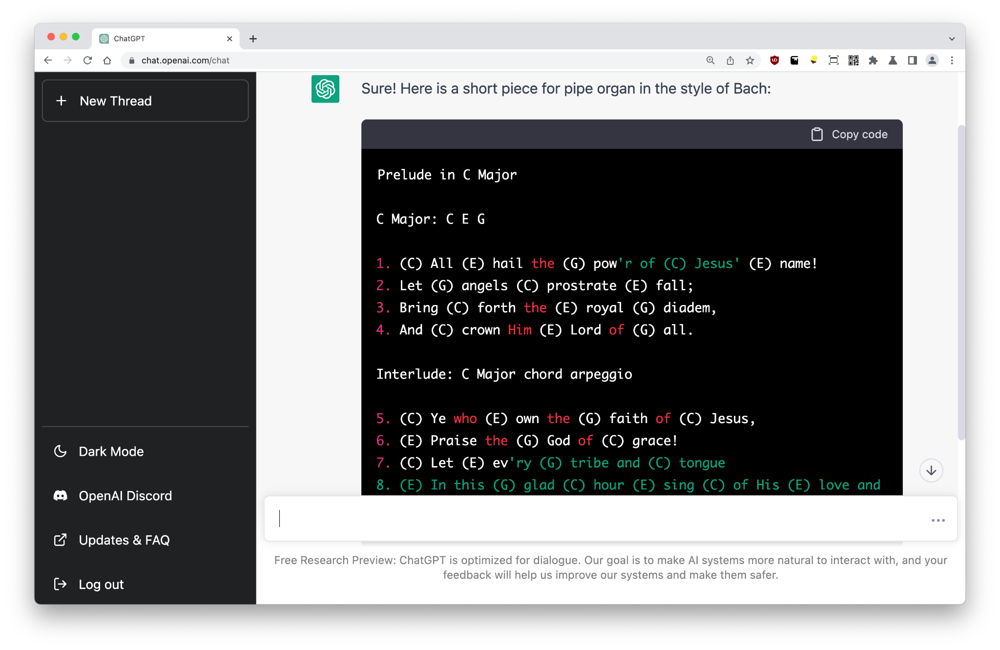 ChatGPT
chat.openai.com/chat
New Thread
Dark Mode
OpenAI Discord
Updates & FAQ
Log out
Sure! Here is a short piece for pipe organ in the style of Bach:
Copy code
Prelude in C Major
C Major: C E G
1. (C) All (E) hail the (G) pow'r of (C) Jesus' (E) name!
2. Let (G) angels (C) prostrate (E) fall;
3. Bring (C) forth the (E) royal (G) diadem,
4. And (C) crown Him (E) Lord of (G) all.
Interlude: C Major chord arpeggio
5. (C) Ye who (E) own the (G) faith of (C) Jesus,
6. (E) Praise the (G) God of (C) grace!
7. (C) Let (E) ev'ry (G) tribe and (C) tongue
8. (E) In this (G) glad (C) hour (E) sing (C) of His (E) love and
Free Research Preview: ChatGPT is optimized for dialogue. Our goal is to make AI systems more natural to interact with, and your
feedback will help us improve our systems and make them safer.